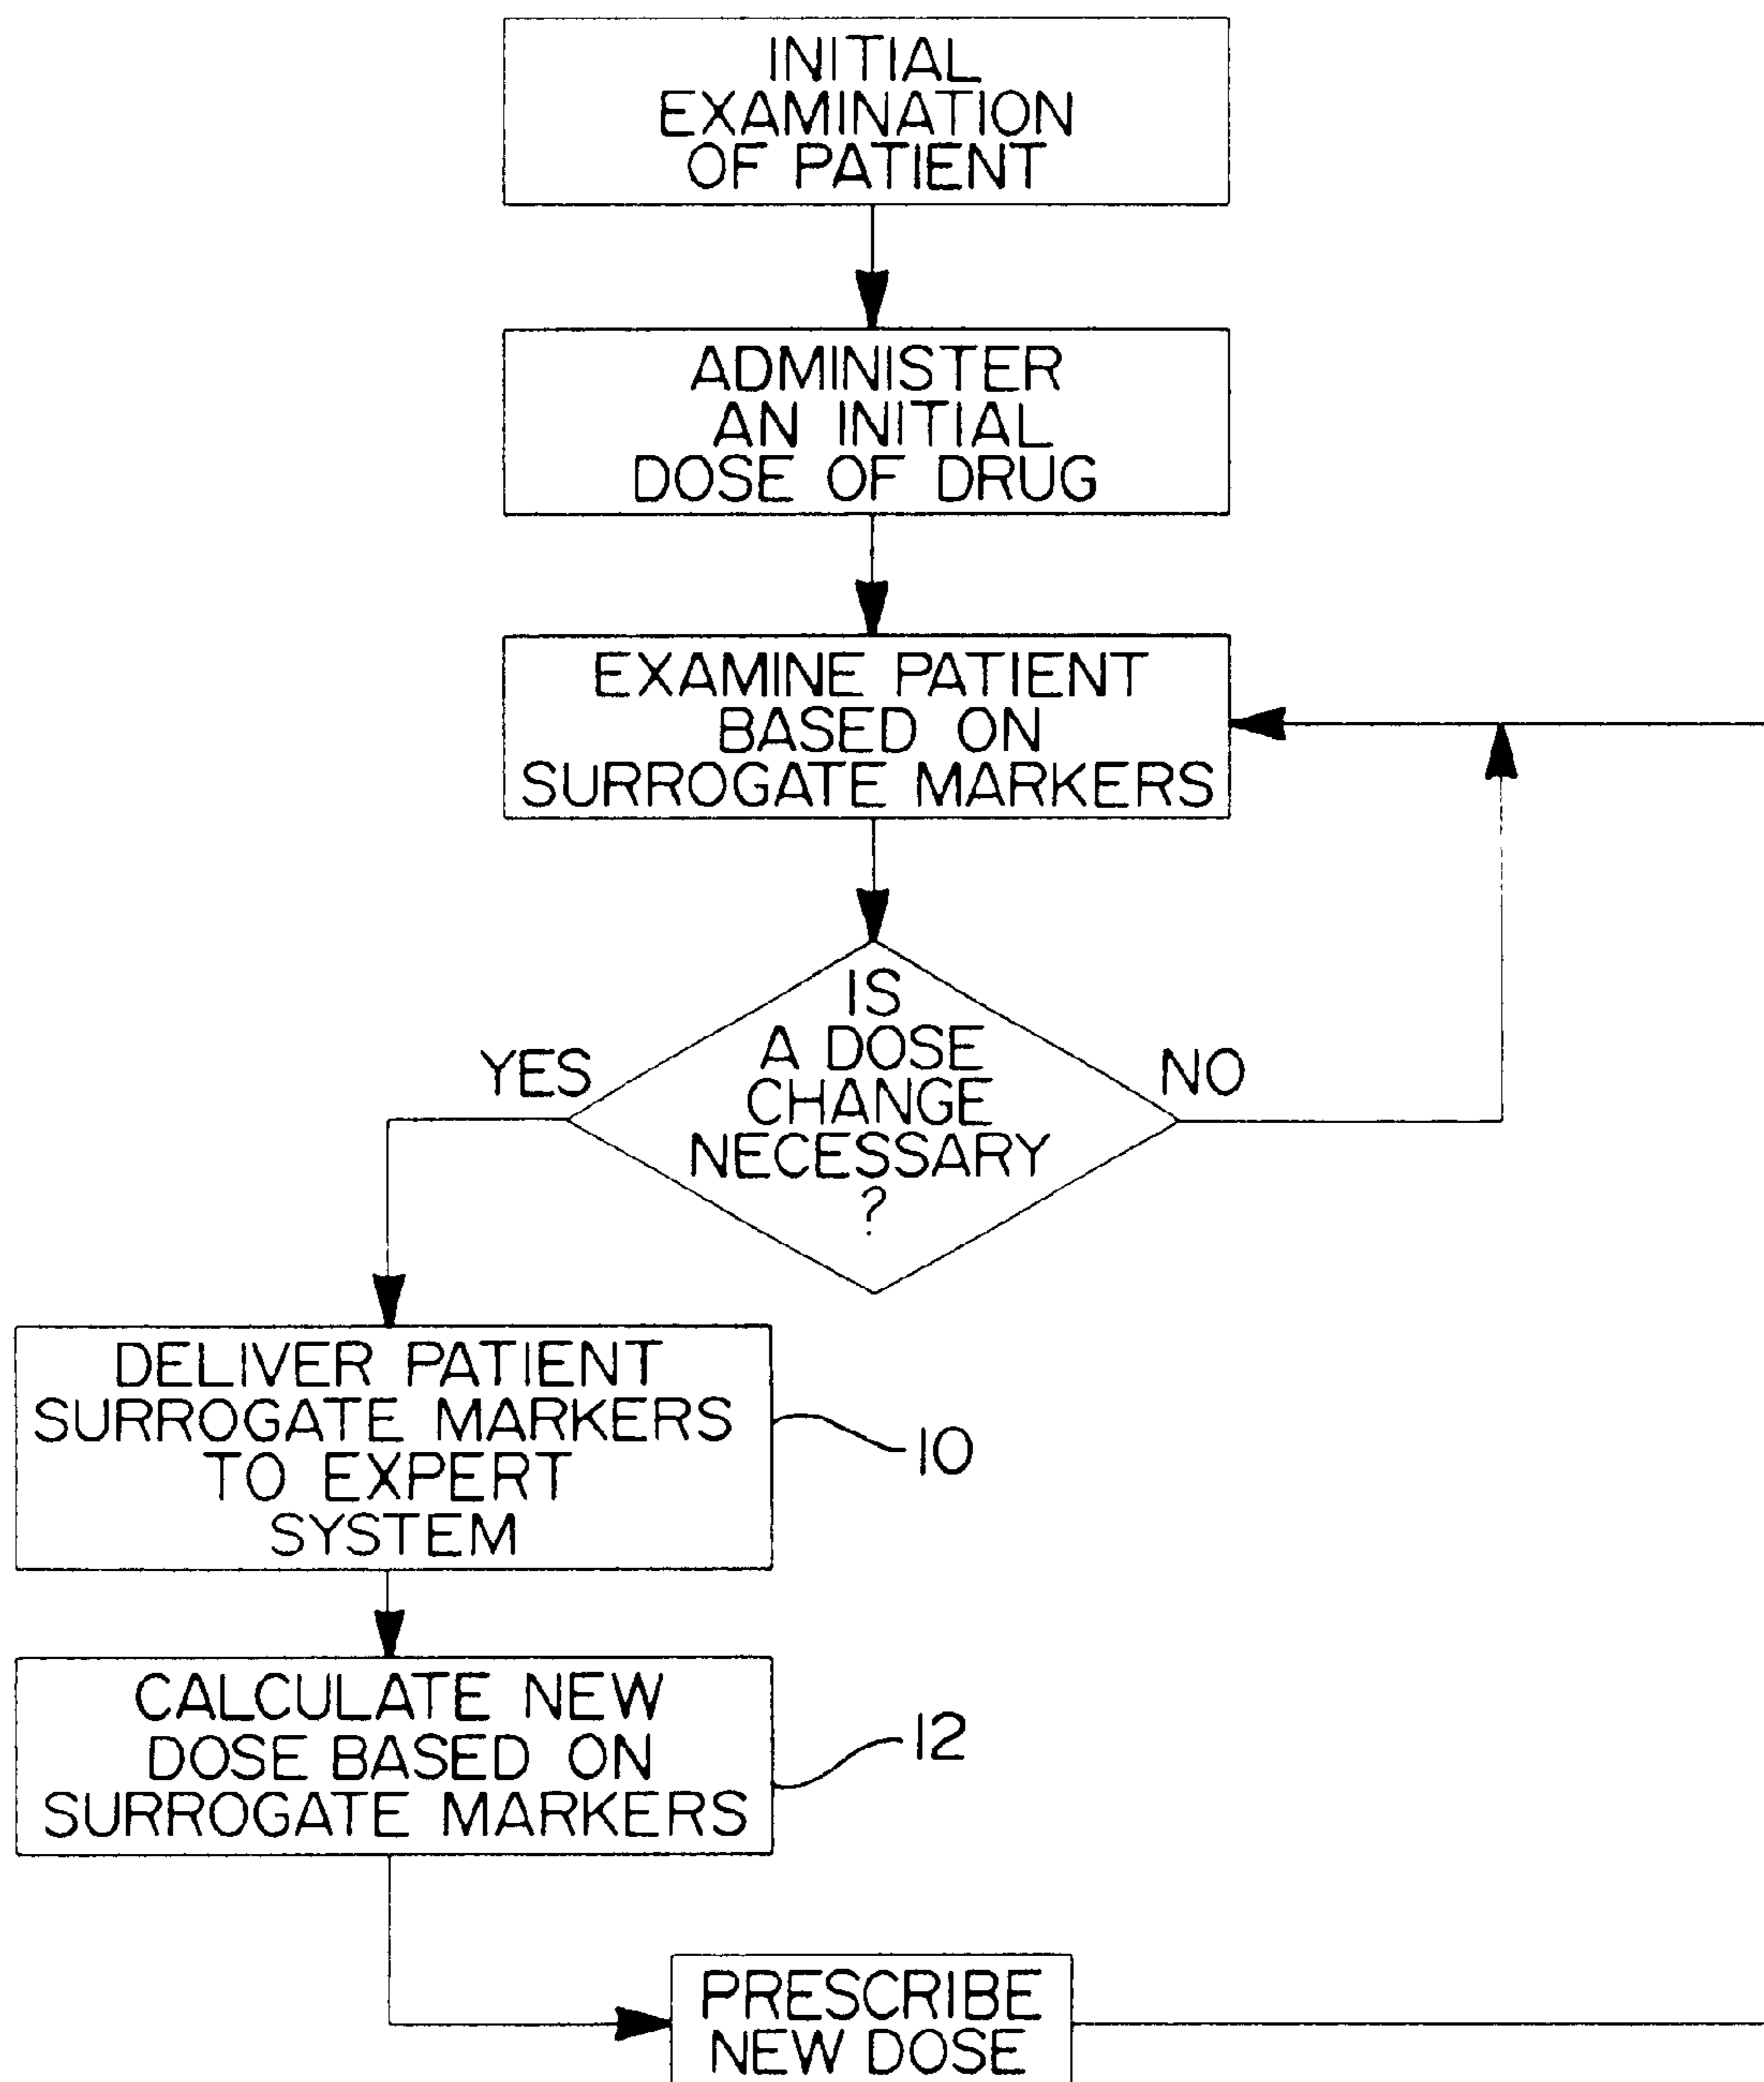 INITIAL
EXAMINATION
OF PATIENT
ADMINISTER
AN INITIAL
DOSE OF DRUG
EXAMINE PATIENT
BASED ON
SURROGATE MARKERS
IS
A DOSE
CHANGE
NECESSARY
?
YES
NO
DELIVER PATIENT
SURROGATE MARKERS
TO EXPERT
SYSTEM
10
CALCULATE NEW
DOSE BASED ON
SURROGATE MARKERS
12
PRESCRIBE
NEW DOSE